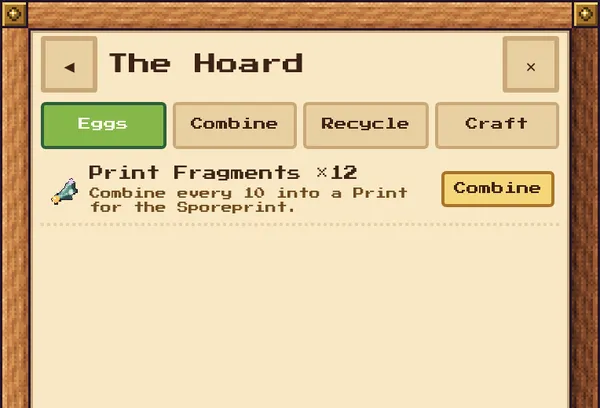 ◄ The Hoard ×
Eggs Combine Recycle Craft
Print Fragments ×12
Combine every 10 into a Print
for the Sporeprint.
Combine